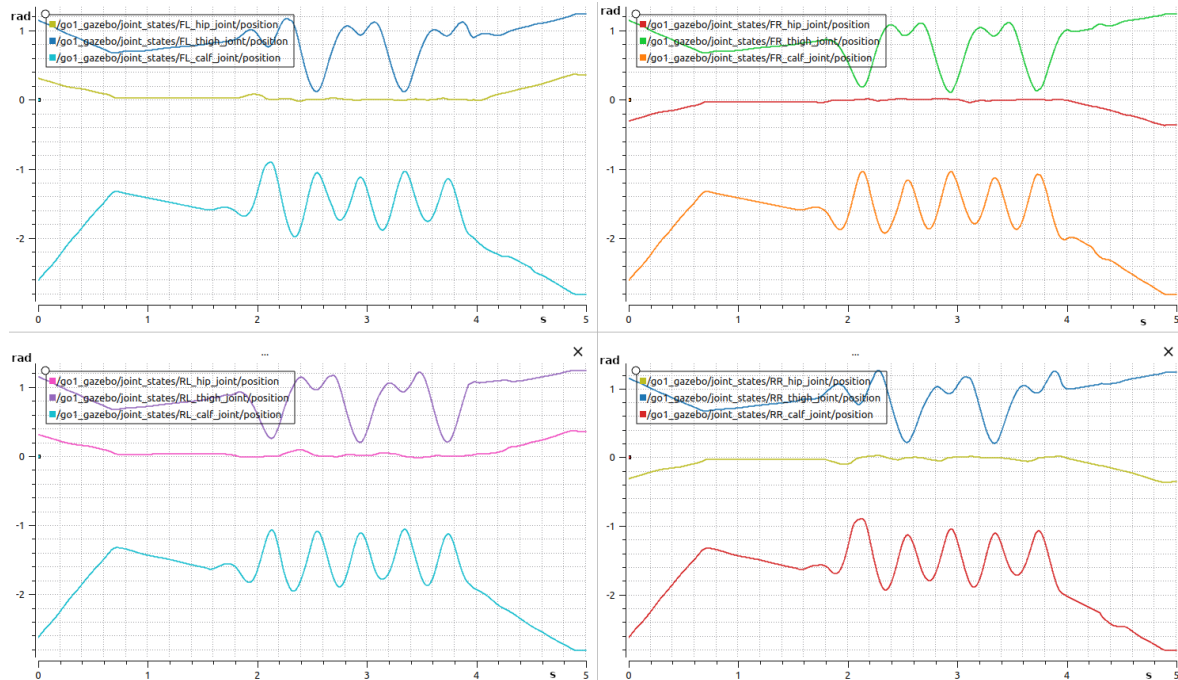 rad
/go1_gazebo/joint_states/FL_hip_joint/position
1
/go1_gazebo/joint_states/FL_thigh_joint/position
/go1_gazebo/joint_states/FL_calf_joint/position
0
-1
-2
0 1 2 3 4 5
s
rad
/go1_gazebo/joint_states/FR_hip_joint/position
1
/go1_gazebo/joint_states/FR_thigh_joint/position
/go1_gazebo/joint_states/FR_calf_joint/position
0
-1
-2
0 1 2 3 4 5
s
...
rad
/go1_gazebo/joint_states/RL_hip_joint/position
1
/go1_gazebo/joint_states/RL_thigh_joint/position
/go1_gazebo/joint_states/RL_calf_joint/position
0
-1
-2
0 1 2 3 4 5
s
...
rad
/go1_gazebo/joint_states/RR_hip_joint/position
1
/go1_gazebo/joint_states/RR_thigh_joint/position
/go1_gazebo/joint_states/RR_calf_joint/position
0
-1
-2
0 1 2 3 4 5
s